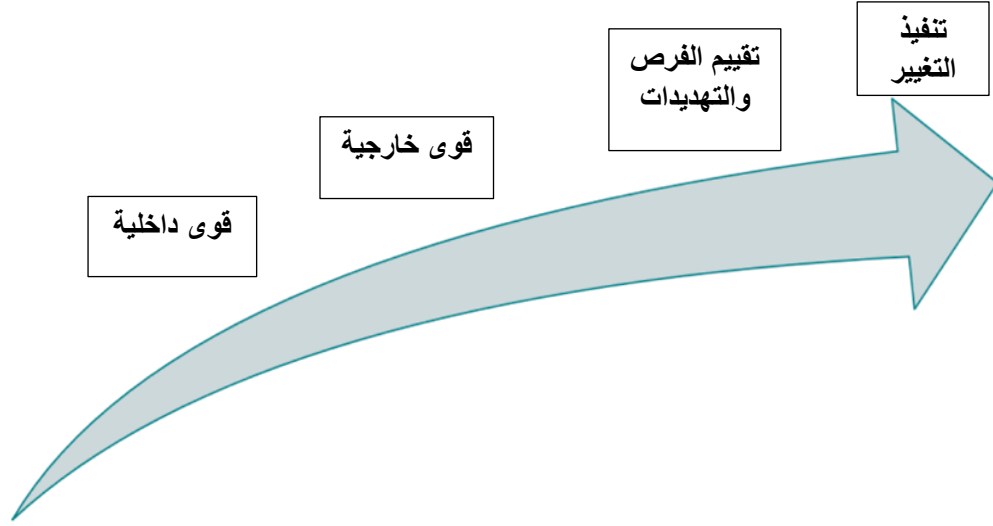 قوى داخلية
قوى خارجية
تقييم الفرص
والتهديدات
تنفيذ
التغيير